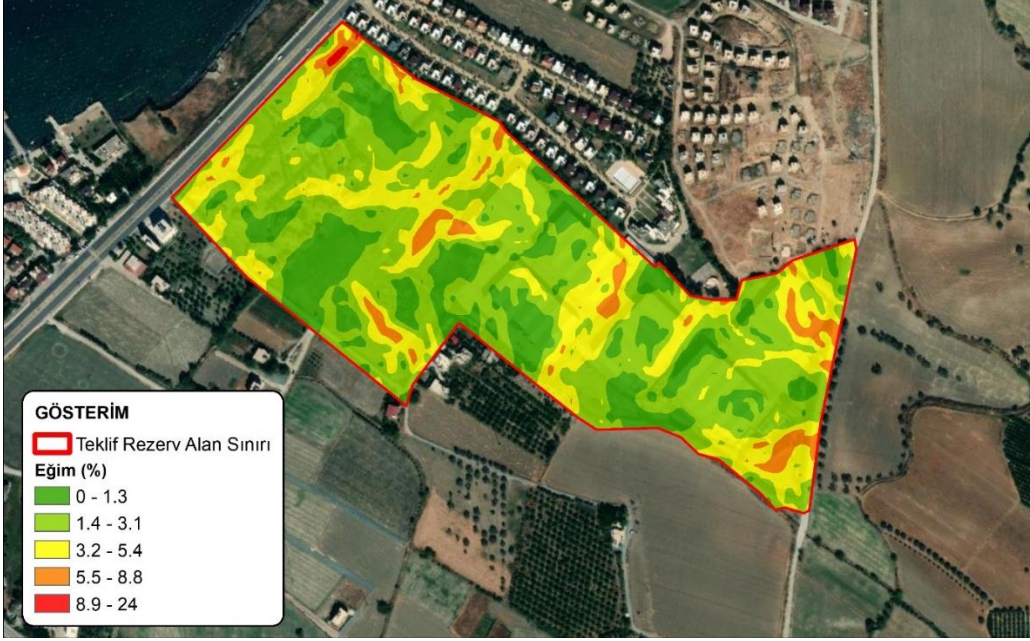 GÖSTERİM
Teklif Rezerv Alan Sınırı
Eğim (%)
0 - 1.3
1.4 - 3.1
3.2 - 5.4
5.5 - 8.8
8.9 - 24